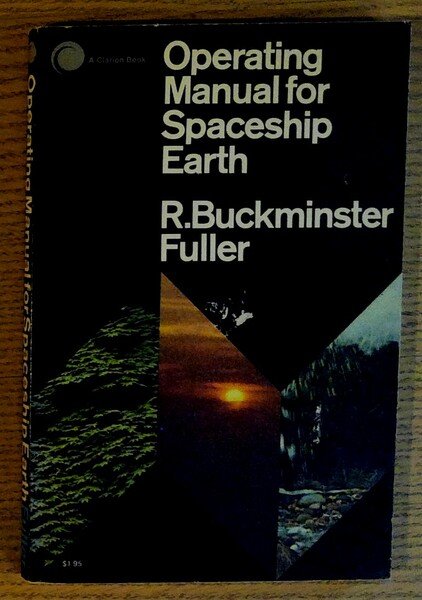 A Clarion Book
Operating
Manual for
Spaceship
Earth
R.Buckminster
Fuller
Operating Manual for Spaceship Earth
$1.95